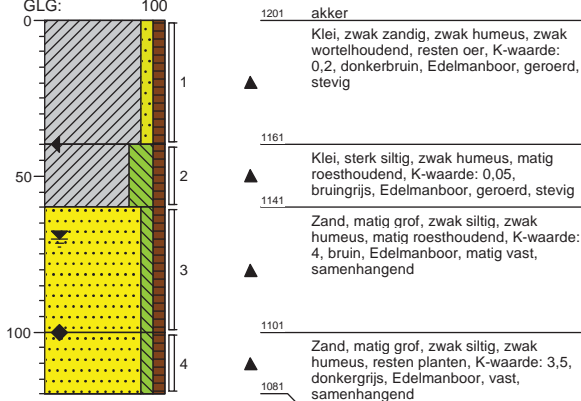 GLG: 100
0
50
100
1
2
3
4
1201 akker
Klei, zwak zandig, zwak humeus, zwak
wortelhoudend, resten oer, K-waarde:
0,2, donkerbruin, Edelmanboor, geroerd,
stevig
1161
Klei, sterk siltig, zwak humeus, matig
roesthoudend, K-waarde: 0,05,
bruingrijs, Edelmanboor, geroerd, stevig
1141
Zand, matig grof, zwak siltig, zwak
humeus, matig roesthoudend, K-waarde:
4, bruin, Edelmanboor, matig vast,
samenhangend
1101
Zand, matig grof, zwak siltig, zwak
humeus, resten planten, K-waarde: 3,5,
donkergrijs, Edelmanboor, vast,
samenhangend
1081